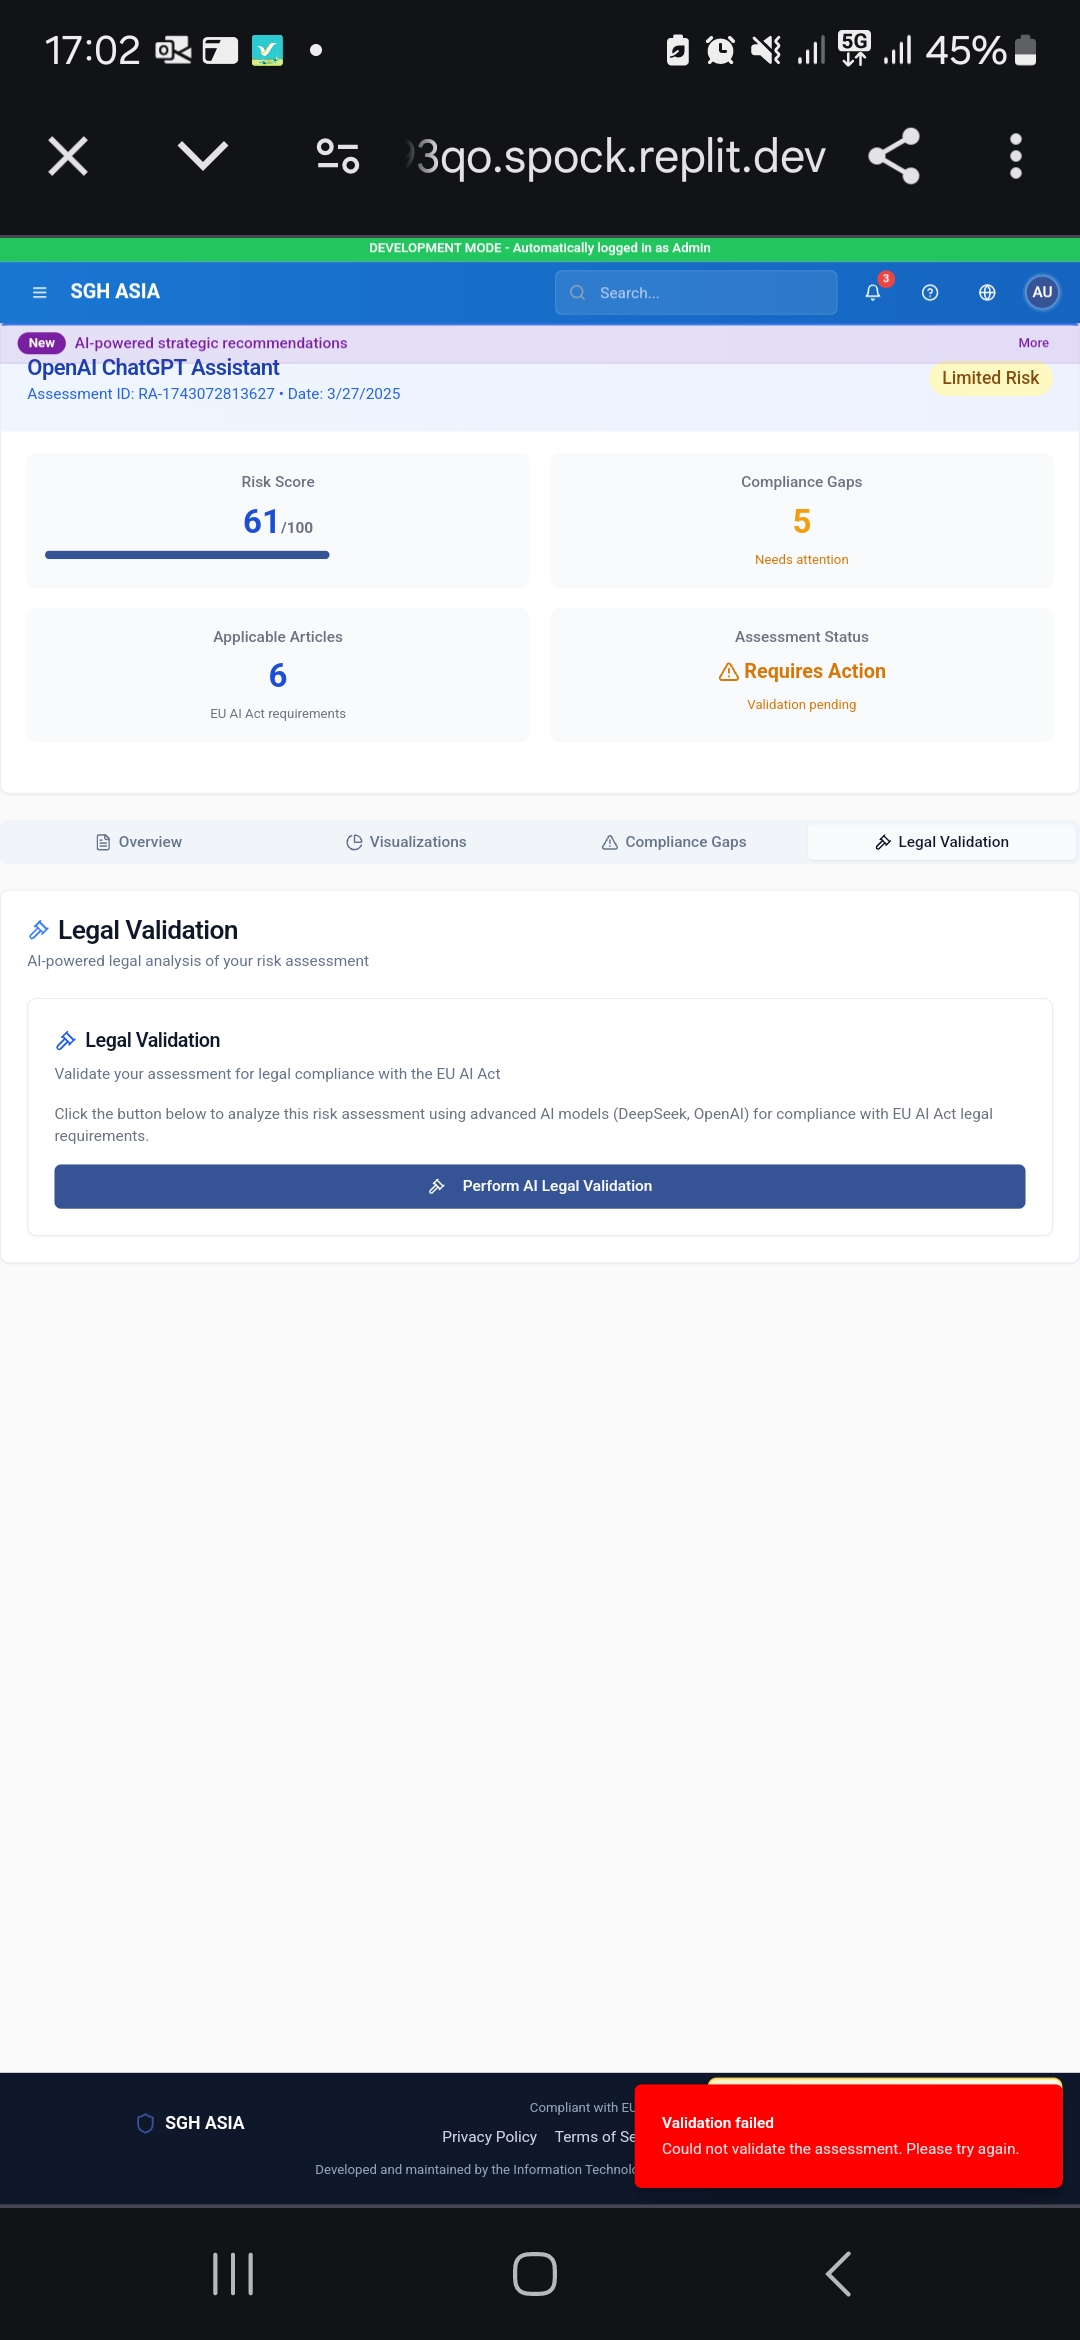 17:02
5G
45%
3qo.spock.replit.dev
DEVELOPMENT MODE - Automatically logged in as Admin
SGH ASIA
Search...
3
AU
New AI-powered strategic recommendations
More
OpenAI ChatGPT Assistant
Assessment ID: RA-1743072813627 • Date: 3/27/2025
Limited Risk
Risk Score
61/100
Compliance Gaps
5
Needs attention
Applicable Articles
6
EU AI Act requirements
Assessment Status
Requires Action
Validation pending
Overview
Visualizations
Compliance Gaps
Legal Validation
Legal Validation
AI-powered legal analysis of your risk assessment
Legal Validation
Validate your assessment for legal compliance with the EU AI Act
Click the button below to analyze this risk assessment using advanced AI models (DeepSeek, OpenAI) for compliance with EU AI Act legal
requirements.
Perform AI Legal Validation
SGH ASIA
Compliant with EU
Privacy Policy
Terms of Se
Developed and maintained by the Information Technolo
Validation failed
Could not validate the assessment. Please try again.